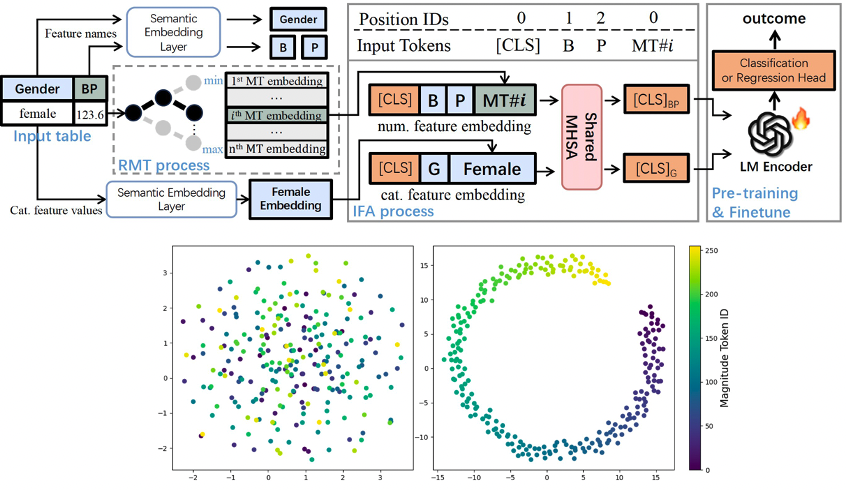 Feature names
Semantic
Embedding
Layer
Gender
B P
Gender BP
female 123.6
Input table
min
max
RMT process
1st MT embedding
...
ith MT embedding
...
nth MT embedding
Cat. feature values
Semantic Embedding
Layer
Female
Embedding
Position IDs 0 1 2 0
Input Tokens [CLS] B P MT#i
[CLS] B P MT#i
num. feature embedding
[CLS] G Female
cat. feature embedding
IFA process
Shared
MHSA
[CLS]BP
[CLS]G
outcome
Classification
or Regression Head
LM Encoder
Pre-training
& Finetune
3
2
1
0
−1
−2
−2 −1 0 1 2 3
15
10
5
0
−5
−10
−15 −10 −5 0 5 10 15
250
200
150
100
50
0
Magnitude Token ID